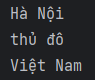 Hà Nội
thủ đô
Việt Nam